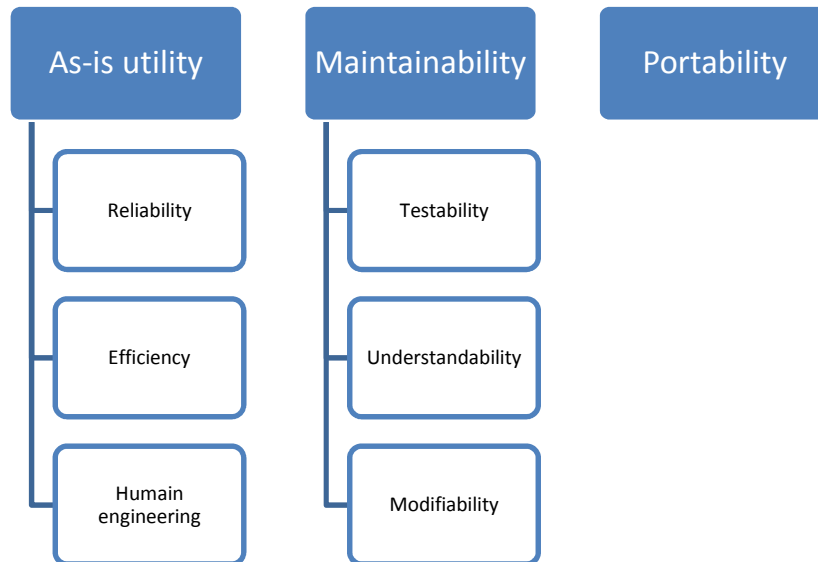 As-is utility
Maintainability
Portability
Reliability
Testability
Efficiency
Understandability
Humain
engineering
Modifiability